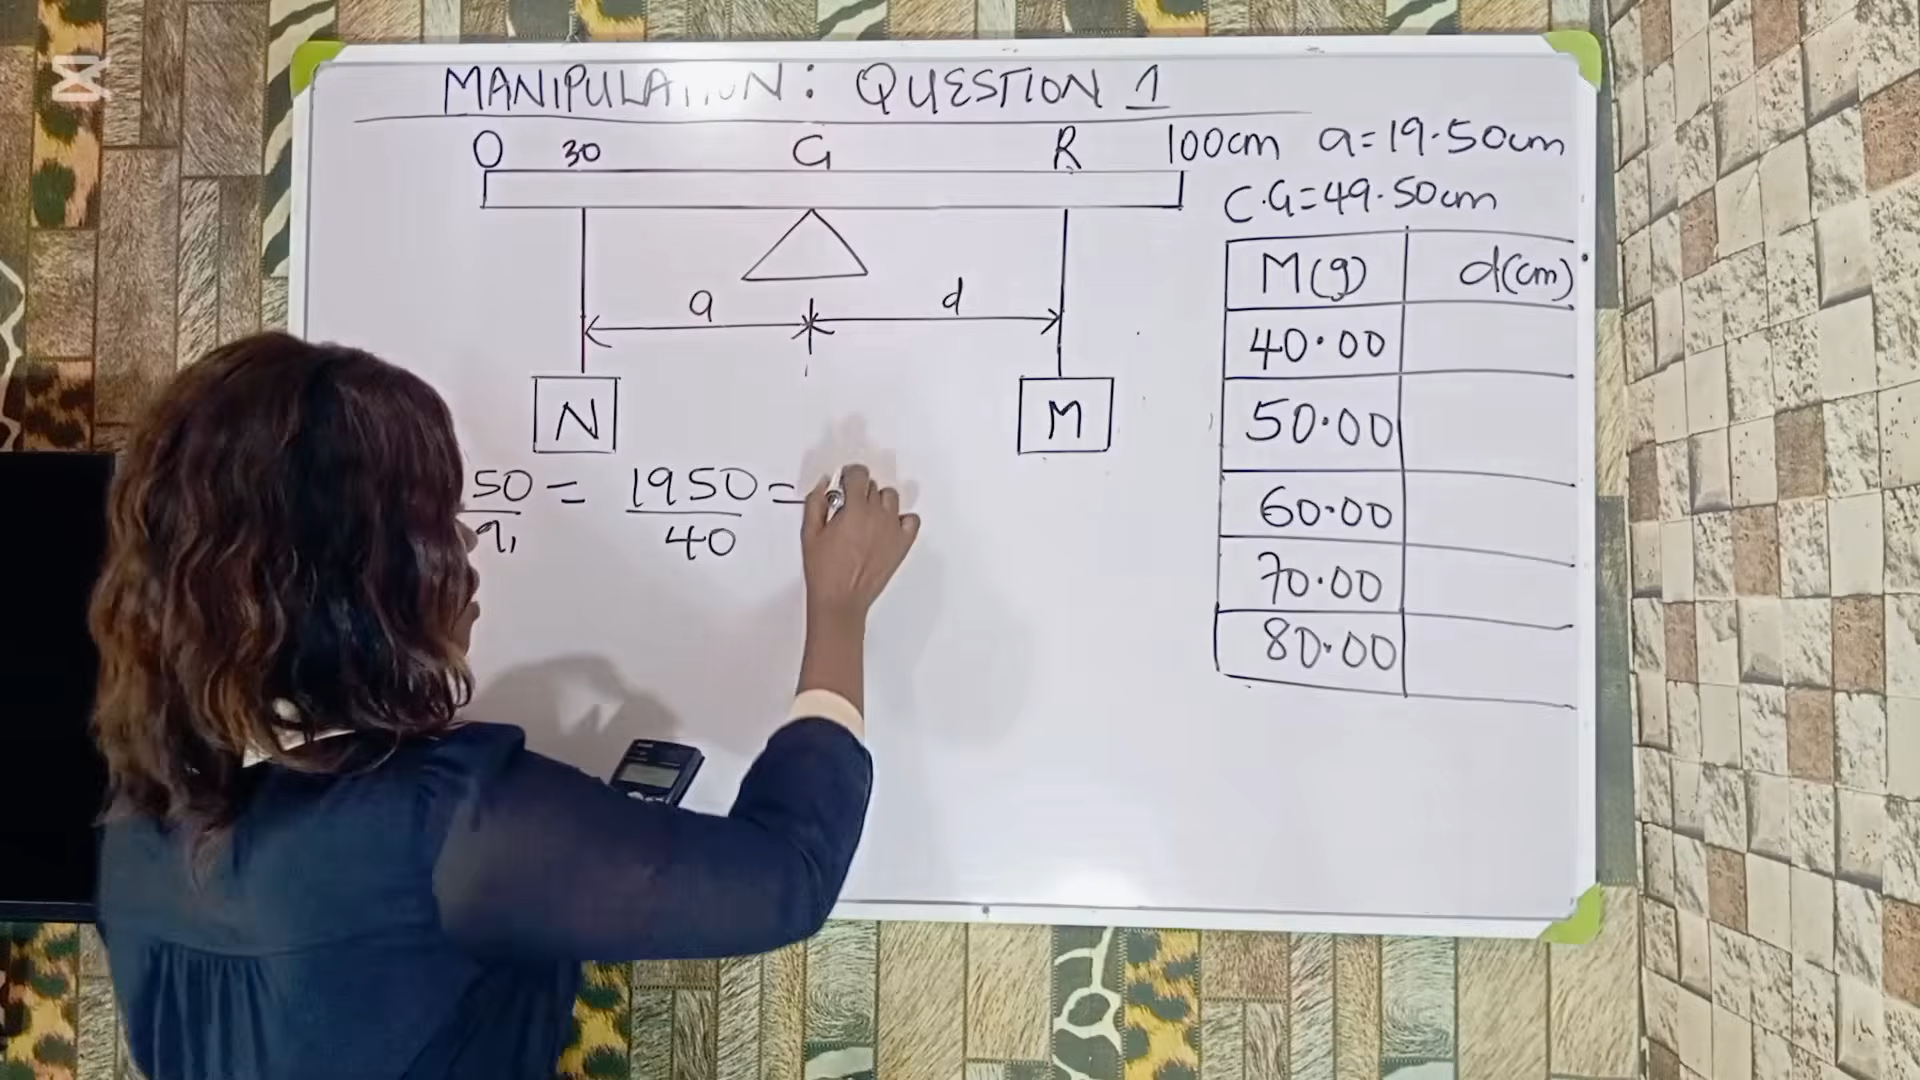 MANIPULATION: QUESTION 1
O 30 G R 100cm a=19.50cm
C.G=49.50cm
M(g) d(cm)
a d
40.00
N M
50.00
50 = 1950 =
40
60.00
70.00
80.00